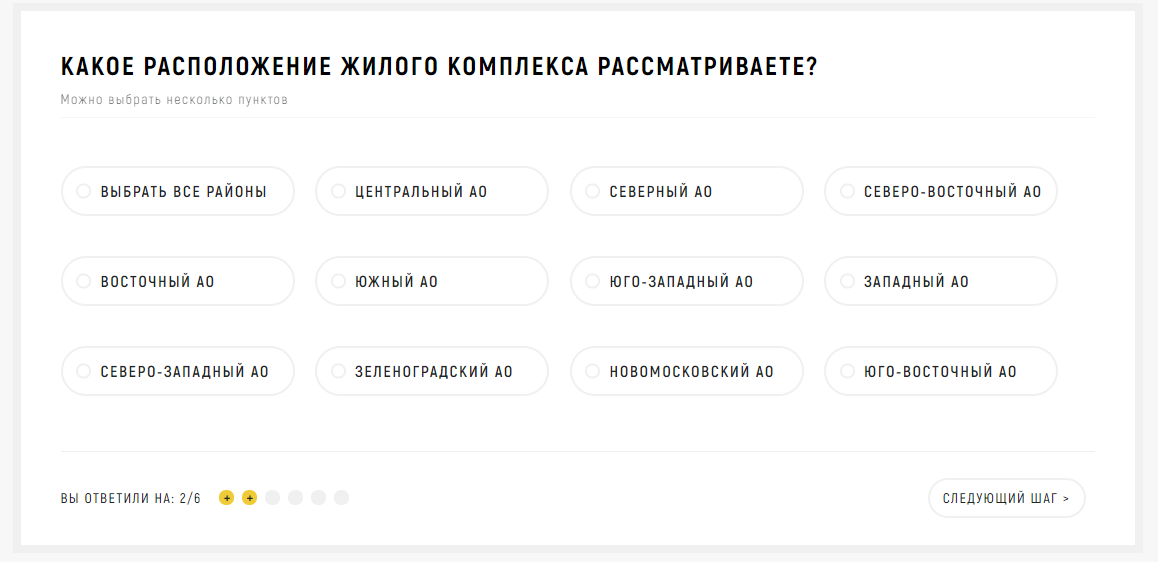 КАКОЕ РАСПОЛОЖЕНИЕ ЖИЛОГО КОМПЛЕКСА РАССМАТРИВАЕТЕ?
Можно выбрать несколько пунктов
ВЫБРАТЬ ВСЕ РАЙОНЫ
ЦЕНТРАЛЬНЫЙ АО
СЕВЕРНЫЙ АО
СЕВЕРО-ВОСТОЧНЫЙ АО
ВОСТОЧНЫЙ АО
ЮЖНЫЙ АО
ЮГО-ЗАПАДНЫЙ АО
ЗАПАДНЫЙ АО
СЕВЕРО-ЗАПАДНЫЙ АО
ЗЕЛЕНОГРАДСКИЙ АО
НОВОМОСКОВСКИЙ АО
ЮГО-ВОСТОЧНЫЙ АО
ВЫ ОТВЕТИЛИ НА: 2/6
+ +
СЛЕДУЮЩИЙ ШАГ >